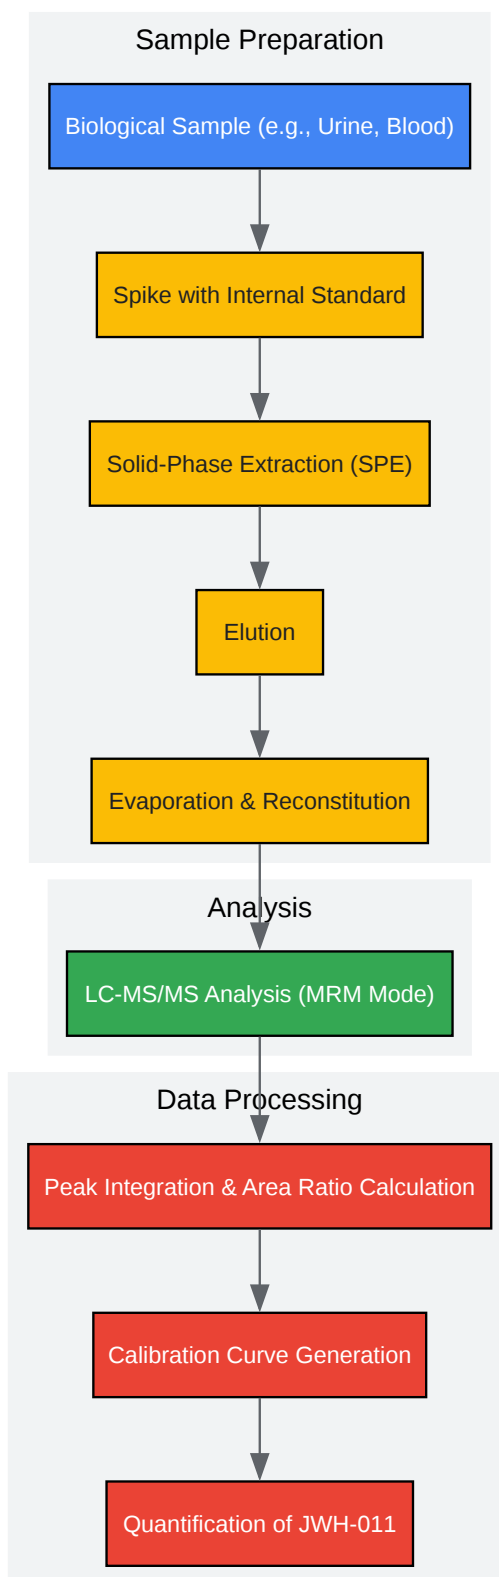 Sample Preparation
Biological Sample (e.g., Urine, Blood)
Spike with Internal Standard
Solid-Phase Extraction (SPE)
Elution
Evaporation & Reconstitution
Analysis
LC-MS/MS Analysis (MRM Mode)
Data Processing
Peak Integration & Area Ratio Calculation
Calibration Curve Generation
Quantification of JWH-011